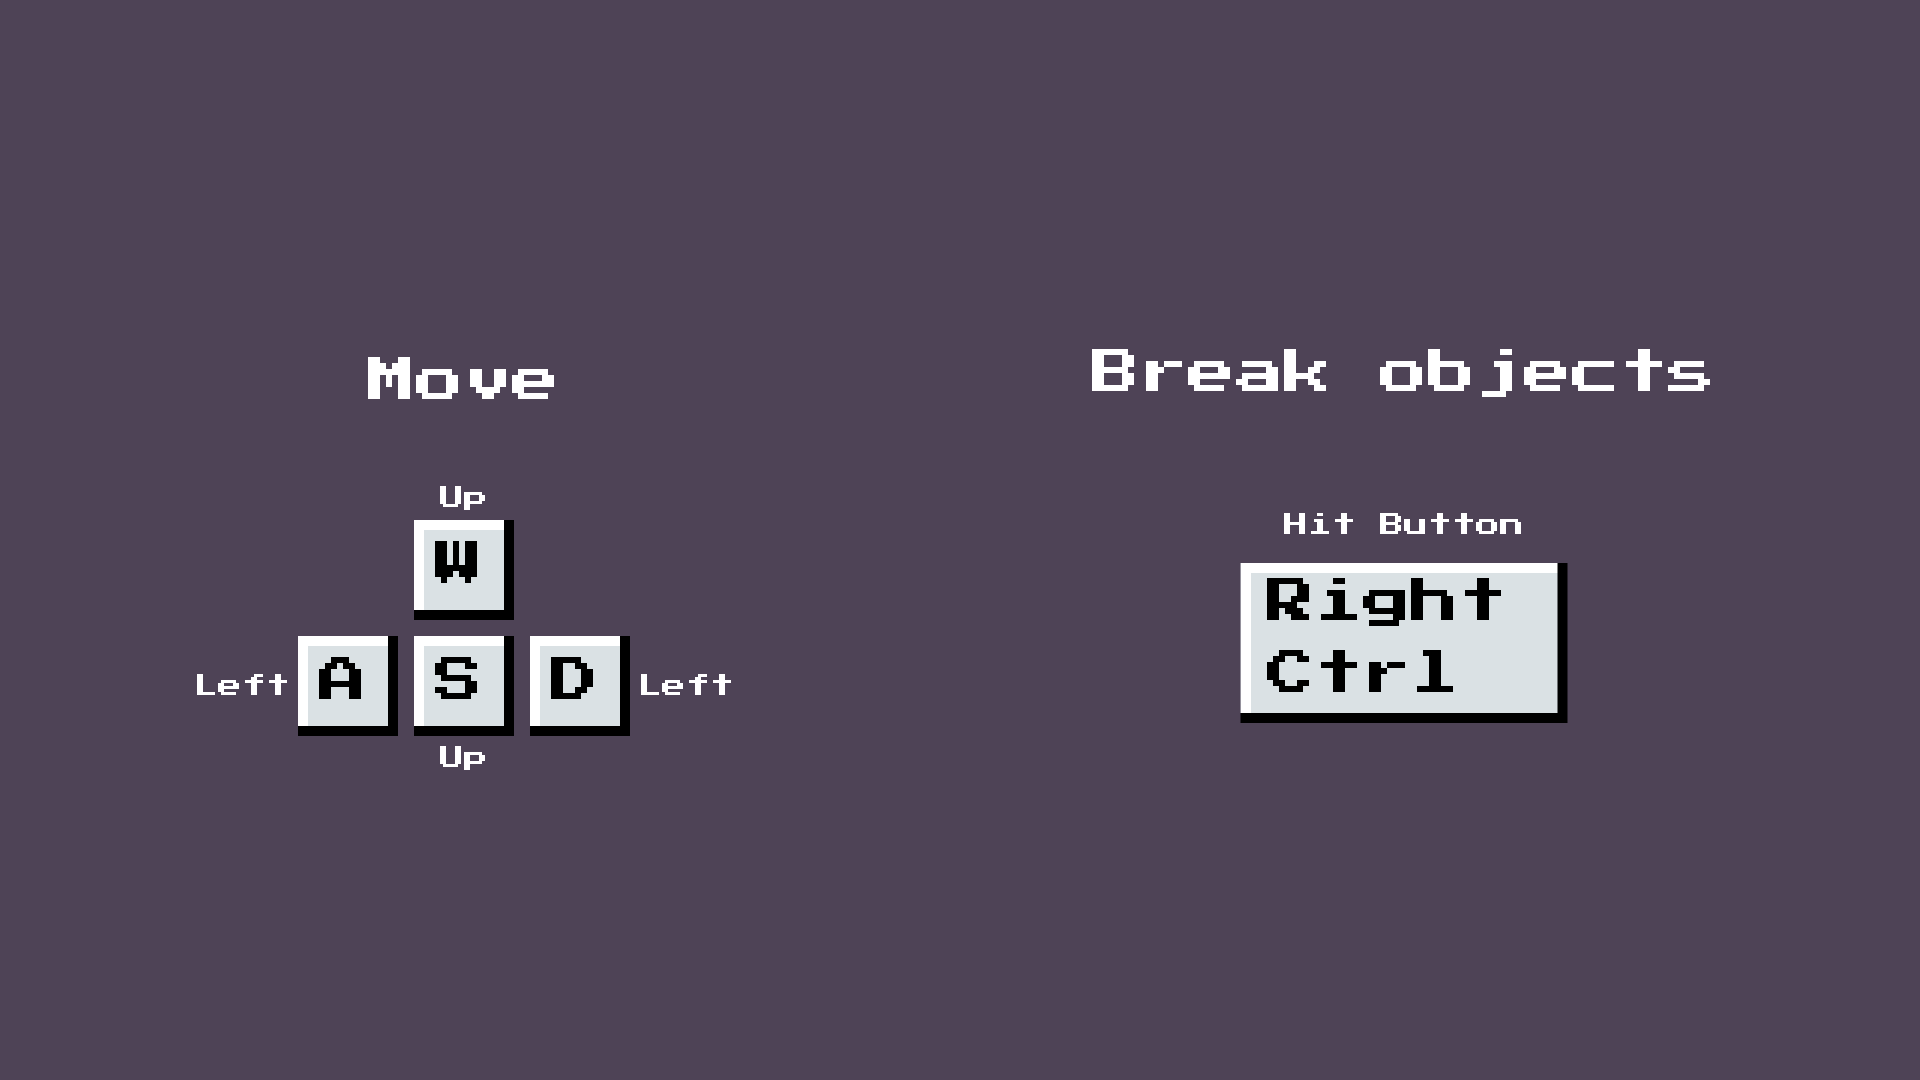 Move
Up
W
Left A S D Left
Up
Break objects
Hit Button
Right
Ctrl